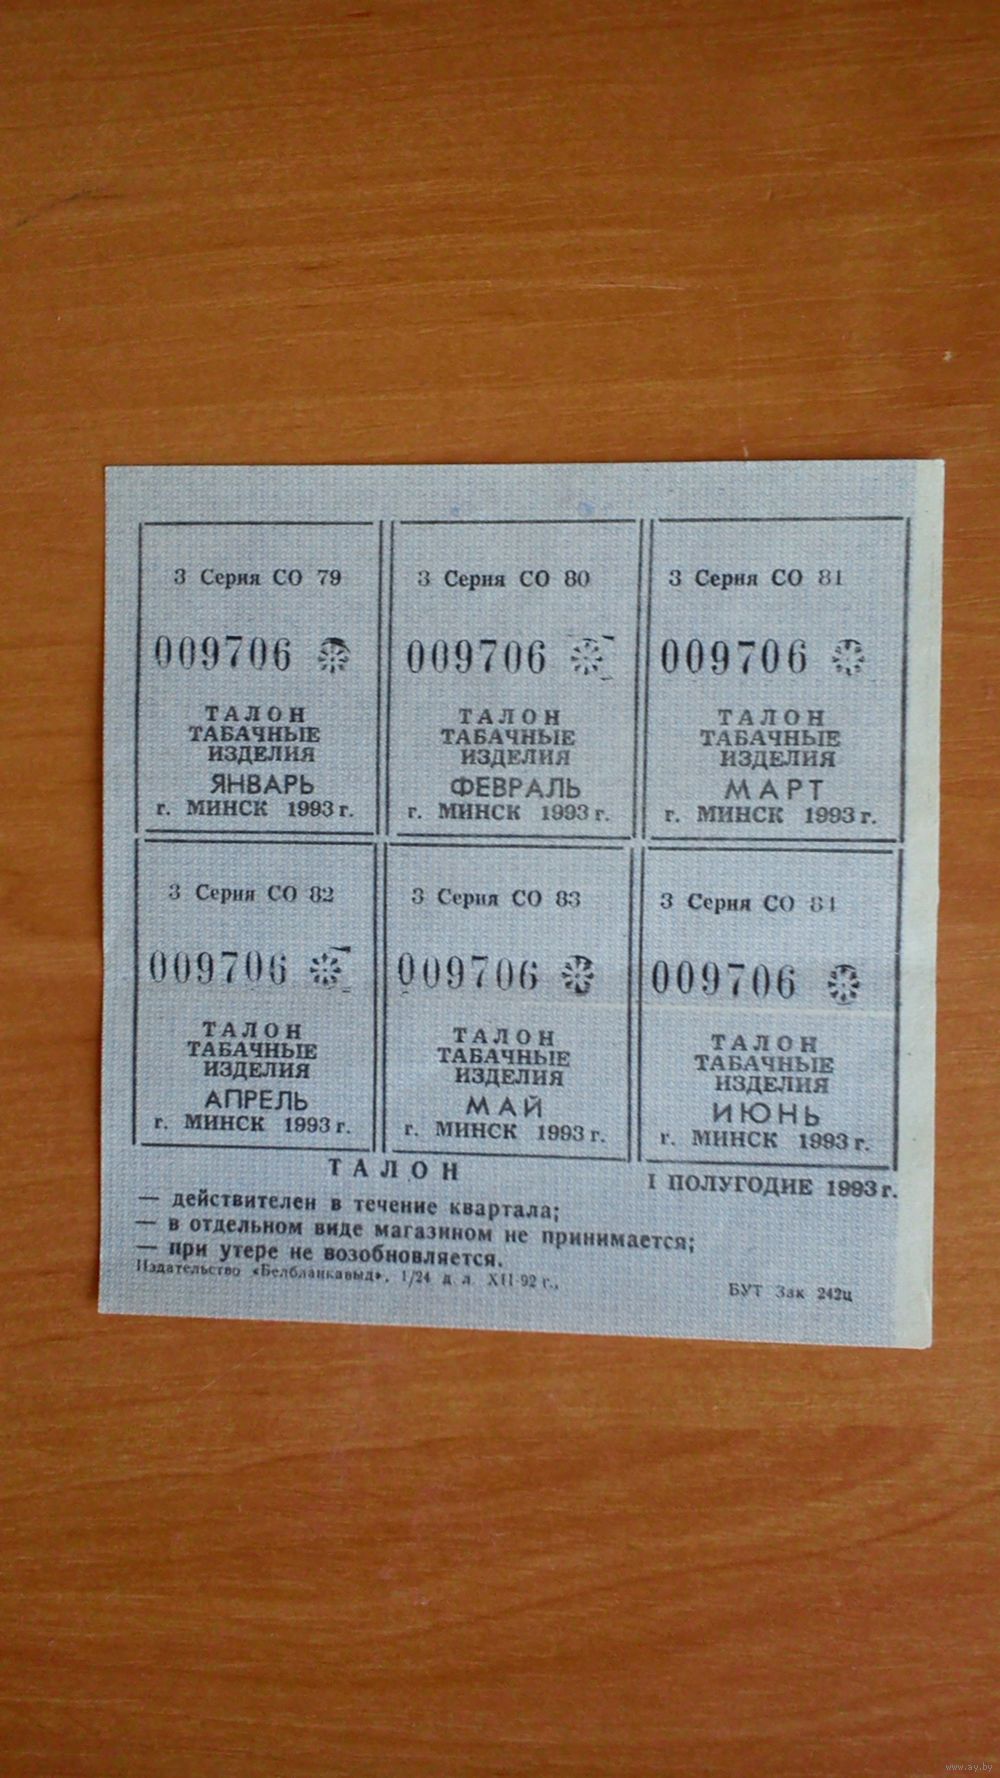 3 Серия СО 79
009706
ТАЛОН
ТАБАЧНЫЕ
ИЗДЕЛИЯ
ЯНВАРЬ
г. МИНСК 1993 г.
3 Серия СО 80
009706
ТАЛОН
ТАБАЧНЫЕ
ИЗДЕЛИЯ
ФЕВРАЛЬ
г. МИНСК 1993 г.
3 Серия СО 81
009706
ТАЛОН
ТАБАЧНЫЕ
ИЗДЕЛИЯ
МАРТ
г. МИНСК 1993 г.
3 Серия СО 82
009706
ТАЛОН
ТАБАЧНЫЕ
ИЗДЕЛИЯ
АПРЕЛЬ
г. МИНСК 1993 г.
3 Серия СО 83
009706
ТАЛОН
ТАБАЧНЫЕ
ИЗДЕЛИЯ
МАЙ
г. МИНСК 1993 г.
3 Серия СО
009706
ТАЛОН
ТАБАЧНЫЕ
ИЗДЕЛИЯ
ИЮНЬ
г. МИНСК 1993 г.
ТАЛОН
I ПОЛУГОДИЕ 1993 г.
— действителен в течение квартала;
— в отдельном виде магазином не принимается;
— при утере не возобновляется.
Издательство «Белбланкавыд», 1/24 д. л. XII-92 г.,
БУТ Зак 242ц
www.ay.by